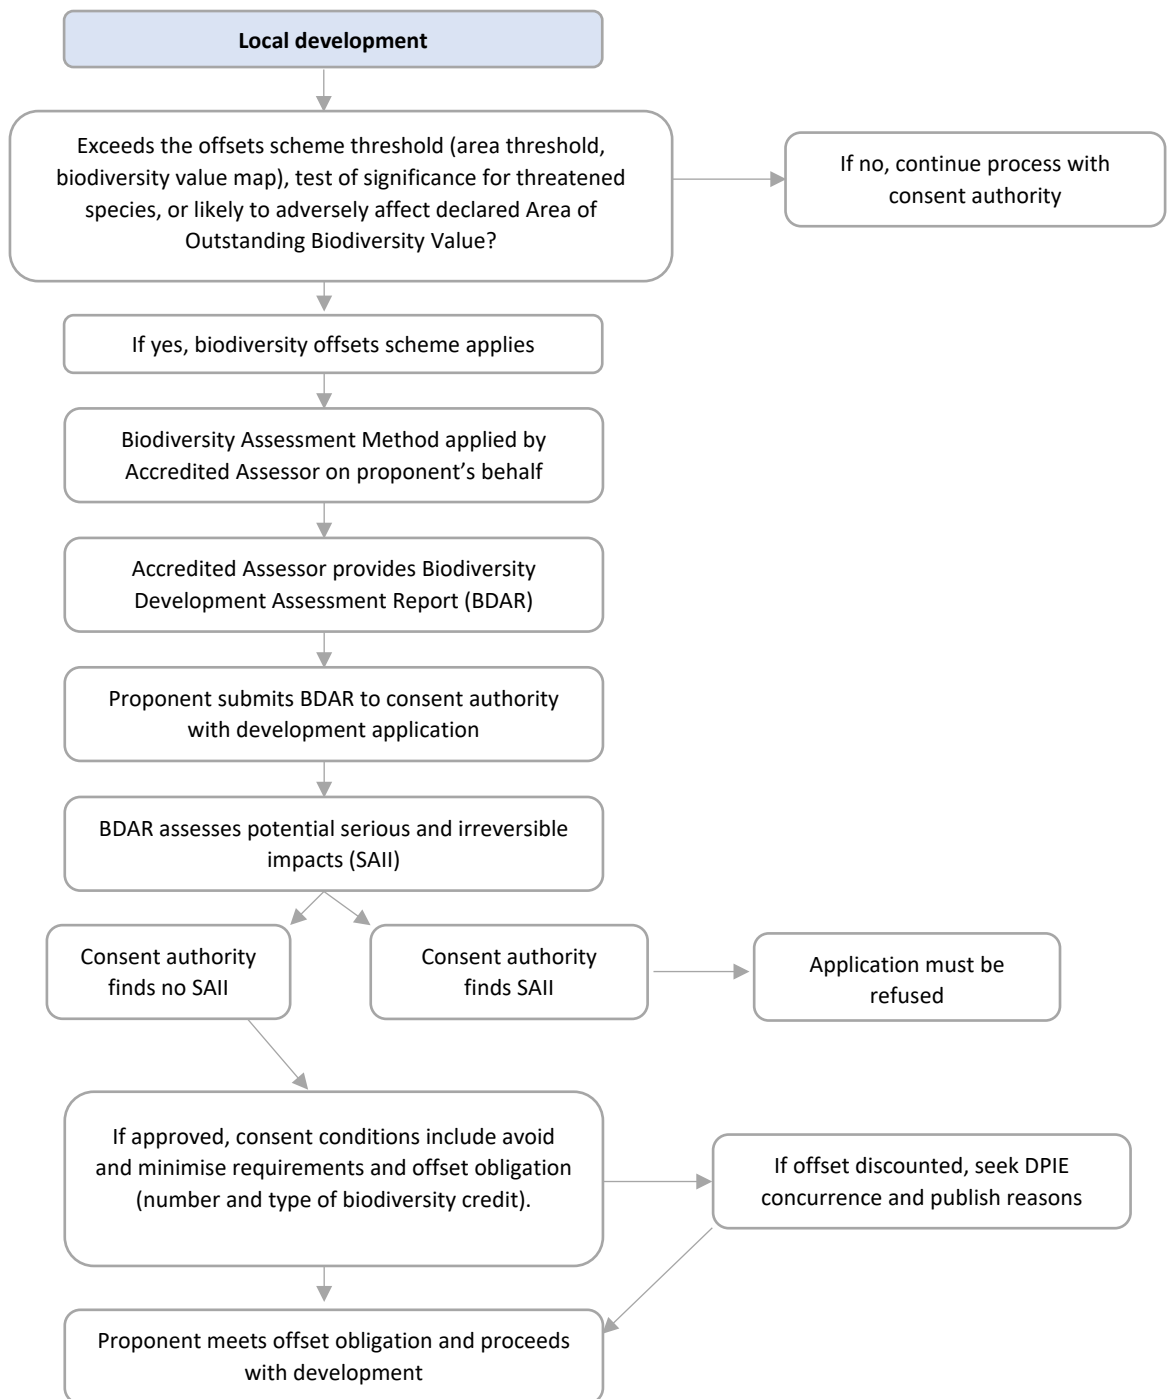 Local development
Exceeds the offsets scheme threshold (area threshold,
biodiversity value map), test of significance for threatened
species, or likely to adversely affect declared Area of
Outstanding Biodiversity Value?
If no, continue process with
consent authority
If yes, biodiversity offsets scheme applies
Biodiversity Assessment Method applied by
Accredited Assessor on proponent’s behalf
Accredited Assessor provides Biodiversity
Development Assessment Report (BDAR)
Proponent submits BDAR to consent authority
with development application
BDAR assesses potential serious and irreversible
impacts (SAII)
Consent authority
finds no SAII
Consent authority
finds SAII
Application must be
refused
If approved, consent conditions include avoid
and minimise requirements and offset obligation
(number and type of biodiversity credit).
If offset discounted, seek DPIE
concurrence and publish reasons
Proponent meets offset obligation and proceeds
with development